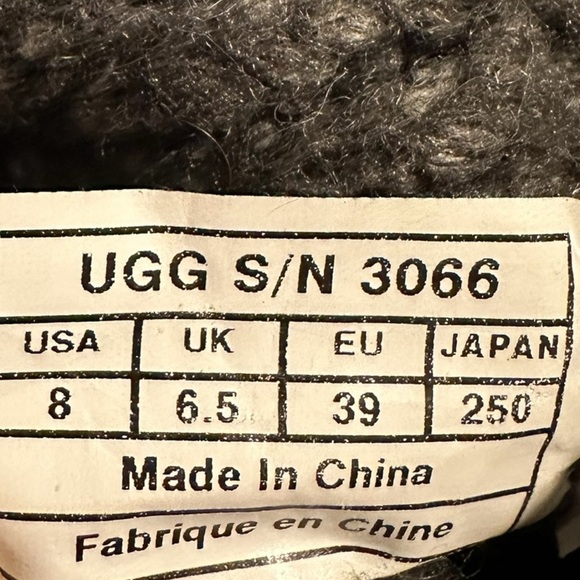 UGG S/N 3066
USA UK EU JAPAN
8 6.5 39 250
Made In China
Fabrique en Chine